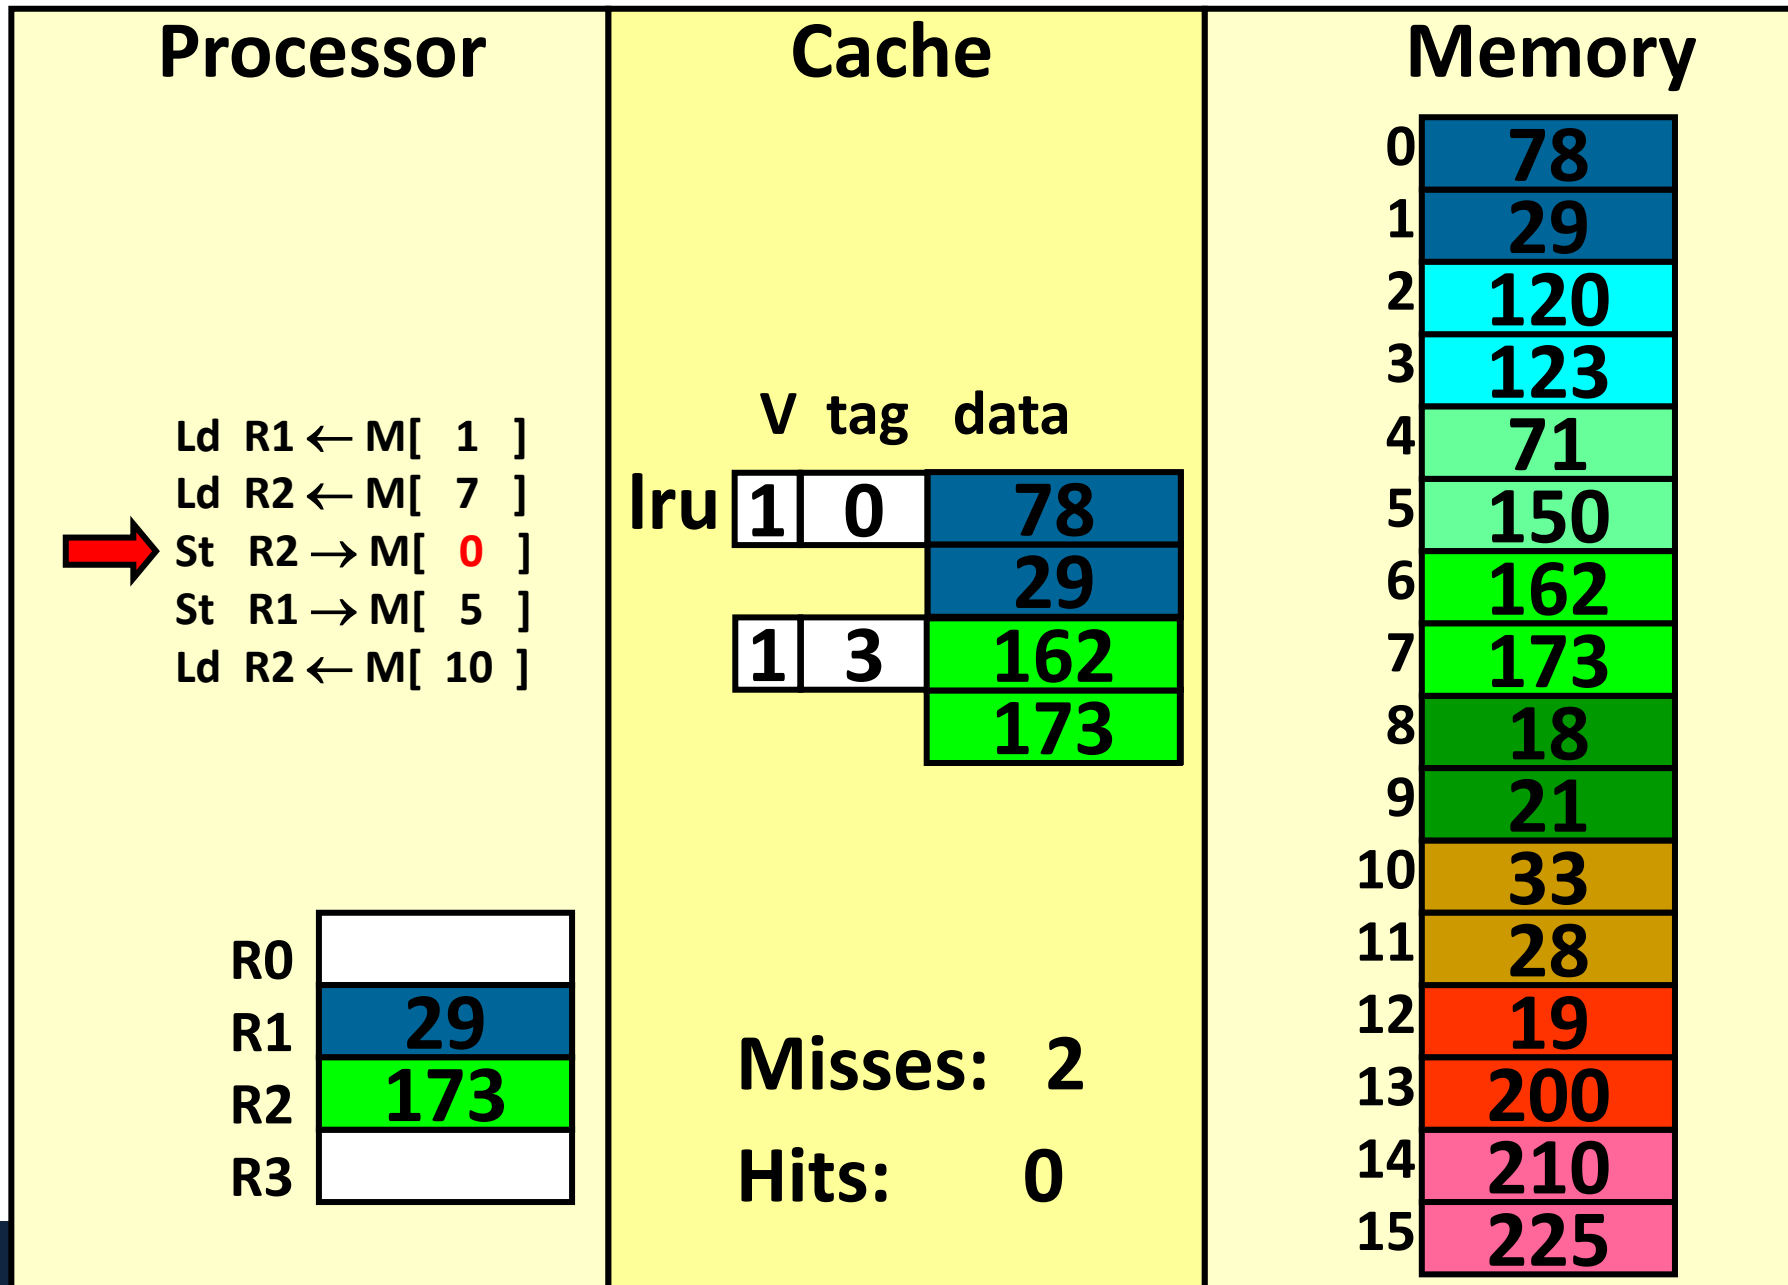 Processor
Ld R1 ← M[ 1 ]
Ld R2 ← M[ 7 ]
St R2 → M[ 0 ]
St R1 → M[ 5 ]
Ld R2 ← M[ 10 ]
R0
R1 29
R2 173
R3
Cache
V tag data
lru 1 0 78
29
1 3 162
173
Misses: 2
Hits: 0
Memory
0 78
1 29
2 120
3 123
4 71
5 150
6 162
7 173
8 18
9 21
10 33
11 28
12 19
13 200
14 210
15 225